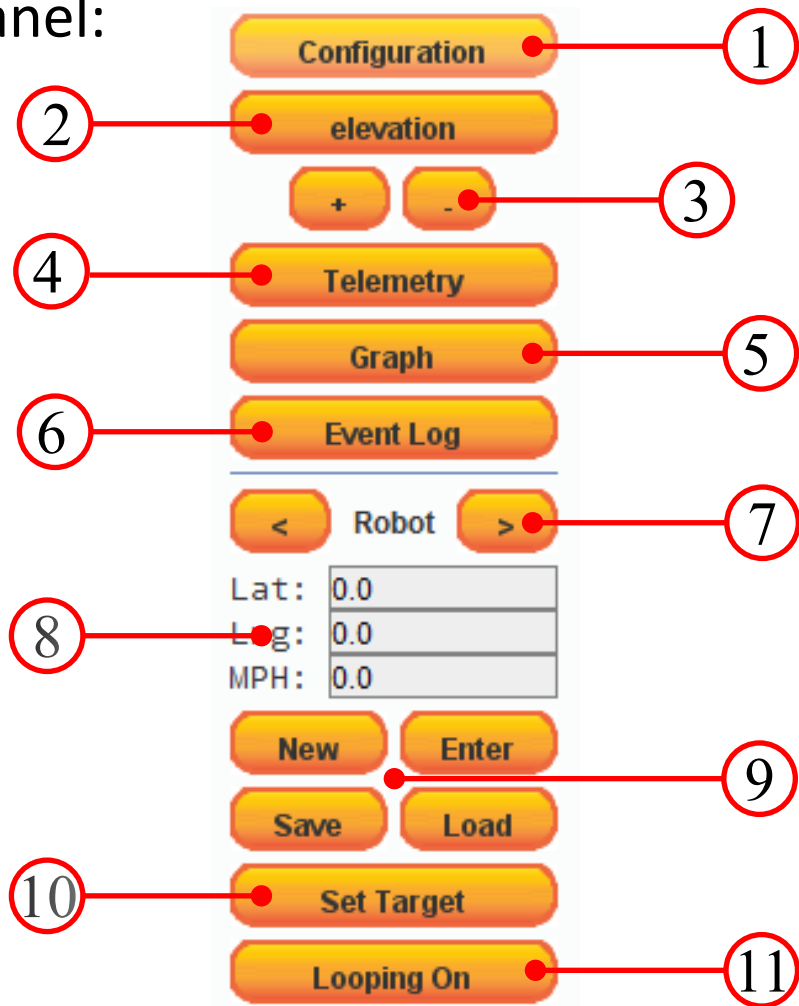 anel:
Configuration
1
2
elevation
+ -
3
4
Telemetry
Graph
5
6
Event Log
< Robot >
7
Lat: 0.0
8
Lng: 0.0
MPH: 0.0
New Enter
9
Save Load
10
Set Target
Looping On
11